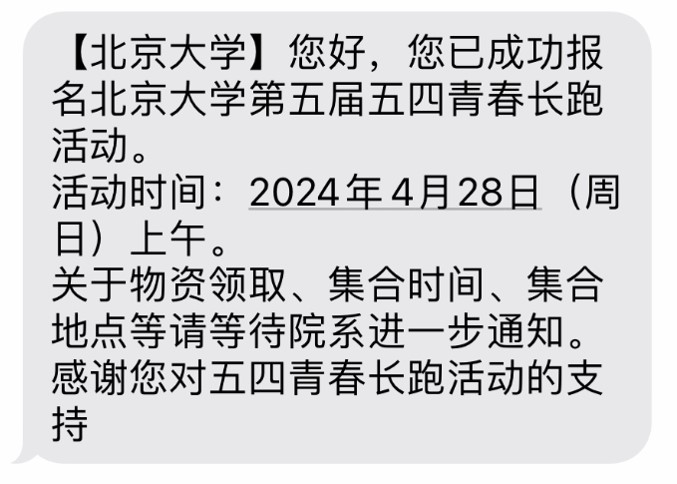 【北京大学】您好，您已成功报
名北京大学第五届五四青春长跑
活动。
活动时间：2024年4月28日（周
日）上午。
关于物资领取、集合时间、集合
地点等请等待院系进一步通知。
感谢您对五四青春长跑活动的支
持